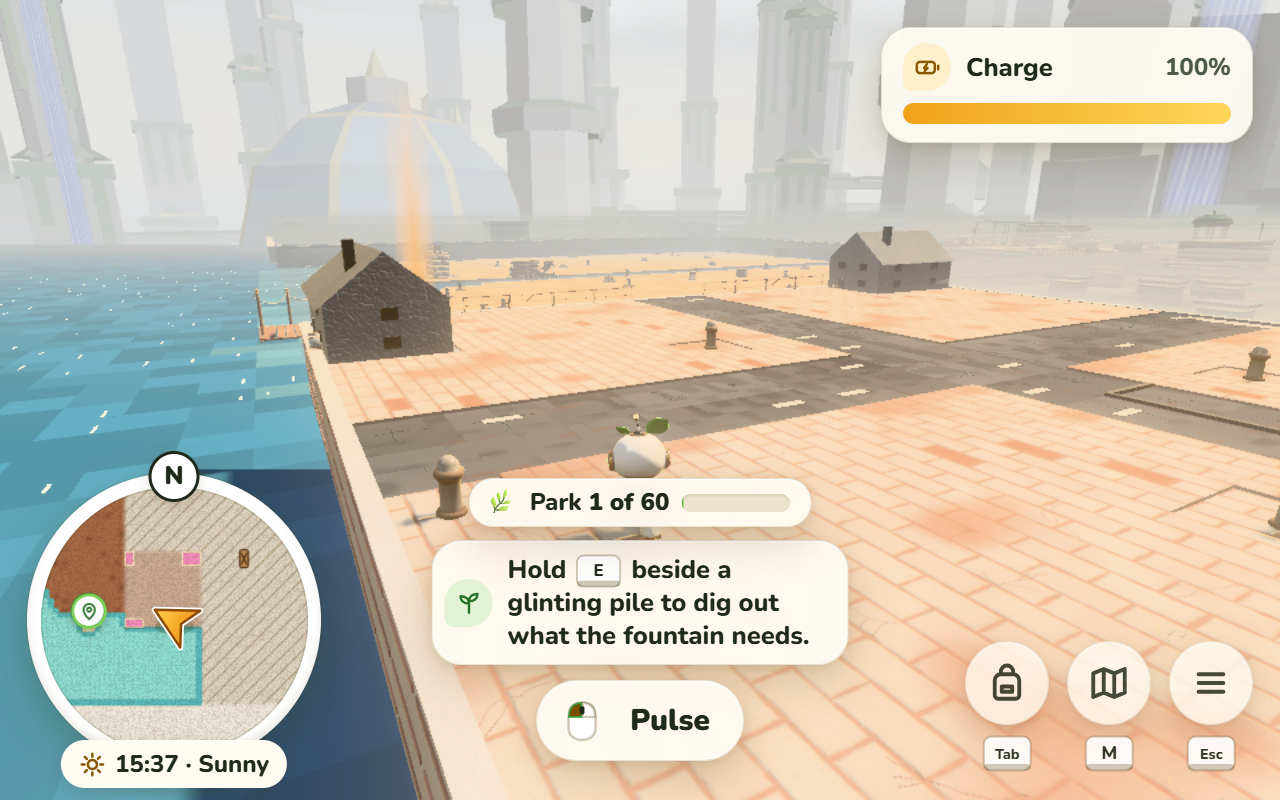 Charge 100%
N
Park 1 of 60
Hold E beside a
glinting pile to dig out
what the fountain needs.
Pulse
15:37 · Sunny
Tab
M
Esc